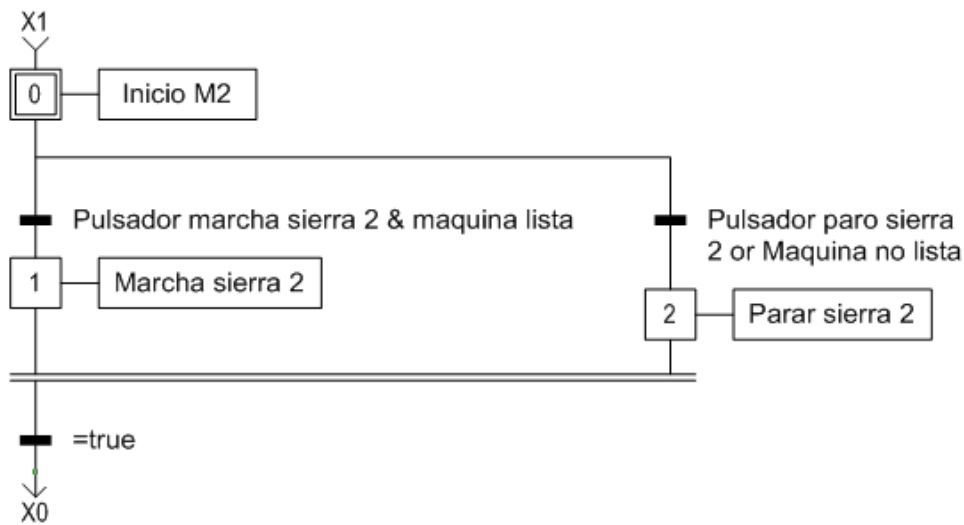 X1
0
Inicio M2
Pulsador marcha sierra 2 & maquina lista
Pulsador paro sierra
2 or Maquina no lista
1
Marcha sierra 2
2
Parar sierra 2
=true
X0